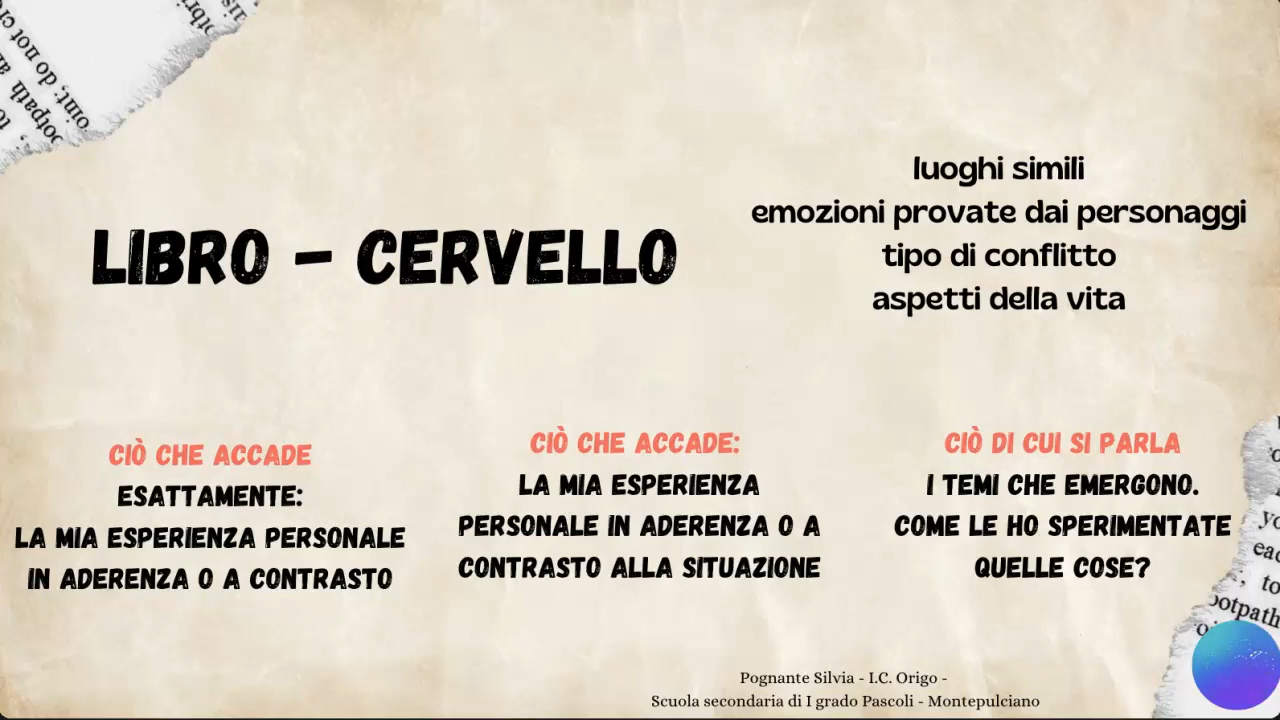 LIBRO - CERVELLO
luoghi simili
emozioni provate dai personaggi
tipo di conflitto
aspetti della vita
CIÒ CHE ACCADE
ESATTAMENTE:
LA MIA ESPERIENZA PERSONALE
IN ADERENZA O A CONTRASTO
CIÒ CHE ACCADE:
LA MIA ESPERIENZA
PERSONALE IN ADERENZA O A
CONTRASTO ALLA SITUAZIONE
CIÒ DI CUI SI PARLA
I TEMI CHE EMERGONO.
COME LE HO SPERIMENTATE
QUELLE COSE?
Pognante Silvia - I.C. Origo -
Scuola secondaria di I grado Pascoli - Montepulciano